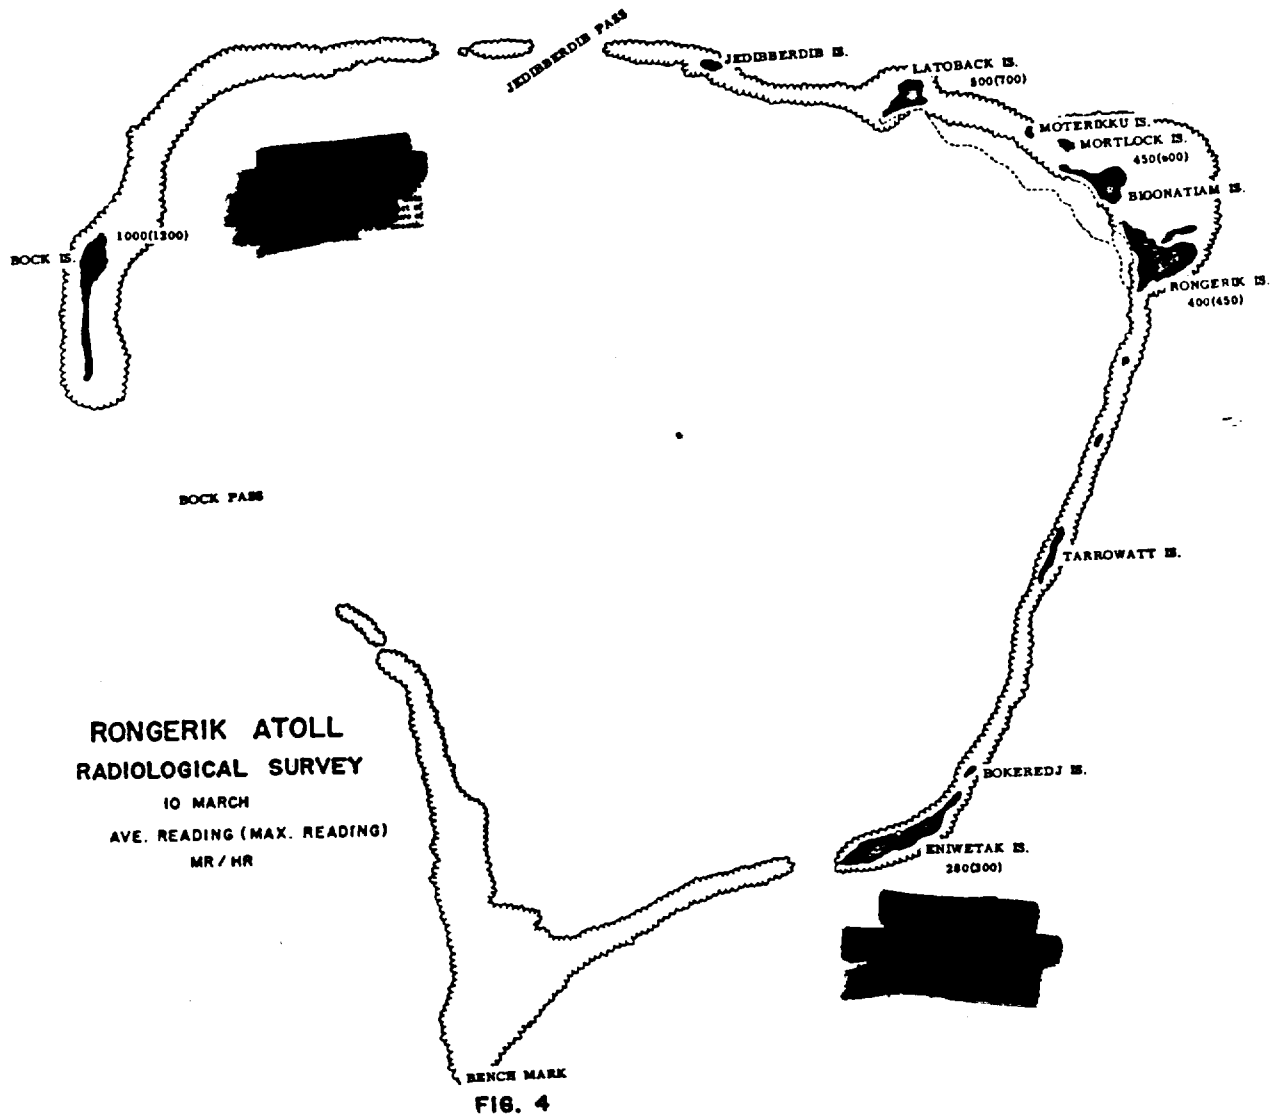 JEDIBBERDIB PASS
JEDIBBERDIB IS.
LATOBACK IS.
500(700)
MOTERIKKU IS.
MORTLOCK IS.
450(600)
BIGONATIAM IS.
1000(1200)
BOCK IS.
RONGERIK IS.
400(450)
BOCK PASS
TARROWATT IS.
RONGERIK ATOLL
RADIOLOGICAL SURVEY
10 MARCH
AVE. READING (MAX. READING)
MR/HR
BOKEREDJ IS.
ENIWETAK IS.
280(300)
BENCH MARK
FIG. 4